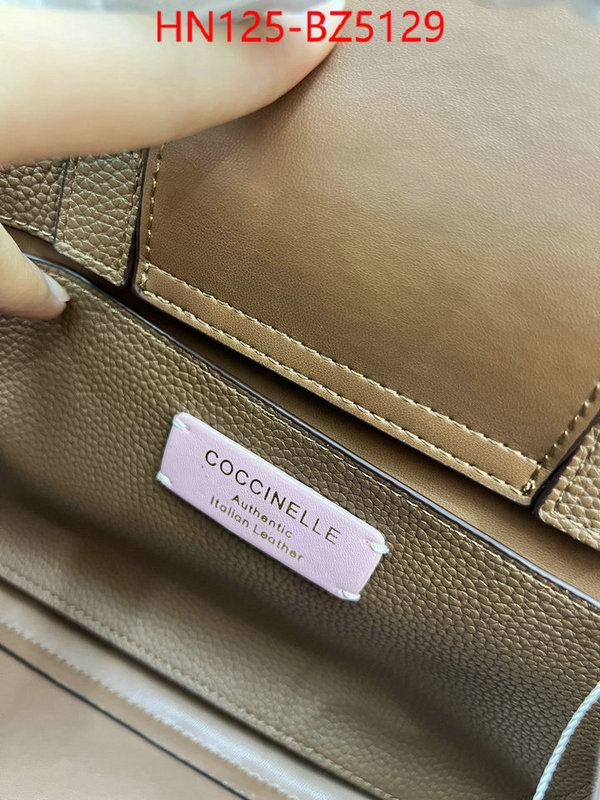 HN125-BZ5129
COCCINELLE
Authentic
Italian Leather